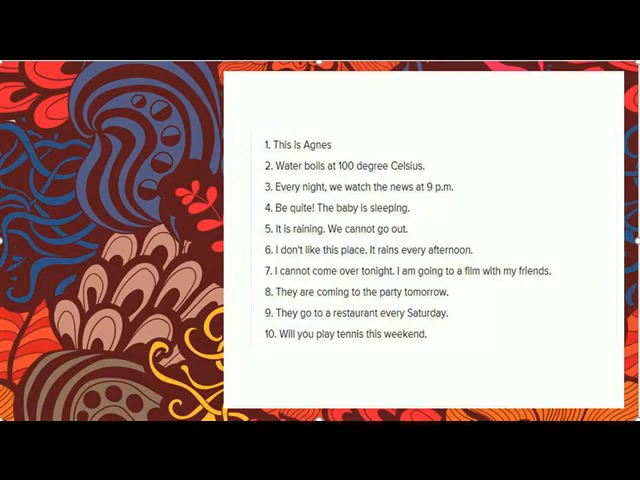 1. This is Agnes
2. Water boils at 100 degree Celsius.
3. Every night, we watch the news at 9 p.m.
4. Be quite! The baby is sleeping.
5. It is raining. We cannot go out.
6. I don't like this place. It rains every afternoon.
7. I cannot come over tonight. I am going to a film with my friends.
8. They are coming to the party tomorrow.
9. They go to a restaurant every Saturday.
10. Will you play tennis this weekend.